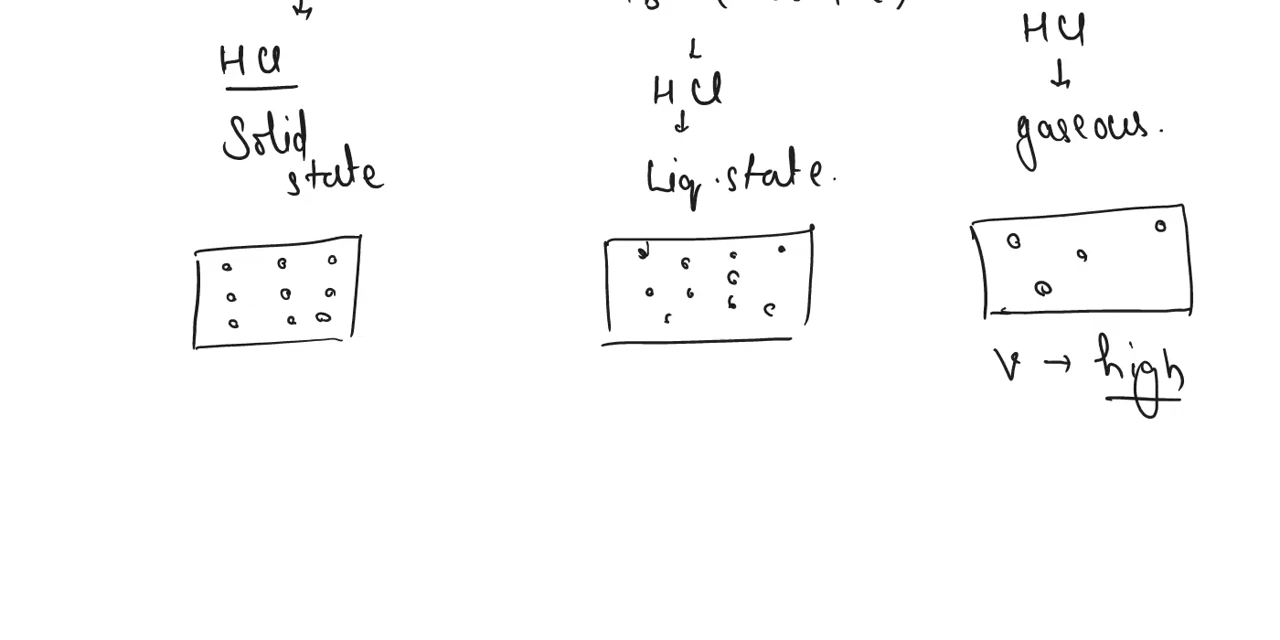 HCl
Solid
state
HCl
Liq. state.
HCl
gaseous.
V → high